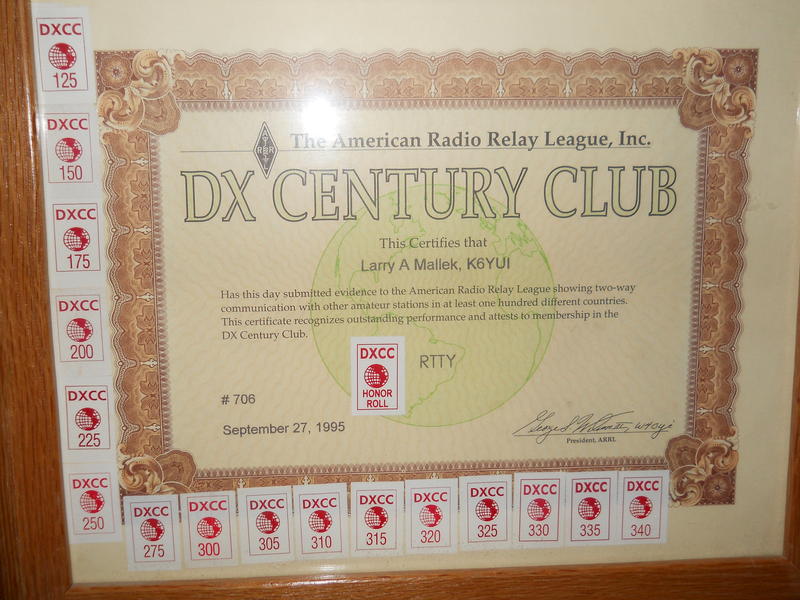 DXCC
125
DXCC
150
DXCC
175
DXCC
200
DXCC
225
DXCC
250
The American Radio Relay League, Inc.
ARRL
DX CENTURY CLUB
This Certifies that
Larry A Mallek, K6YUI
Has this day submitted evidence to the American Radio Relay League showing two-way
communication with other amateur stations in at least one hundred different countries.
This certificate recognizes outstanding performance and attests to membership in the
DX Century Club.
DXCC
HONOR
ROLL
RTTY
# 706
September 27, 1995
President, ARRL
DXCC
275
DXCC
300
DXCC
305
DXCC
310
DXCC
315
DXCC
320
DXCC
325
DXCC
330
DXCC
335
DXCC
340